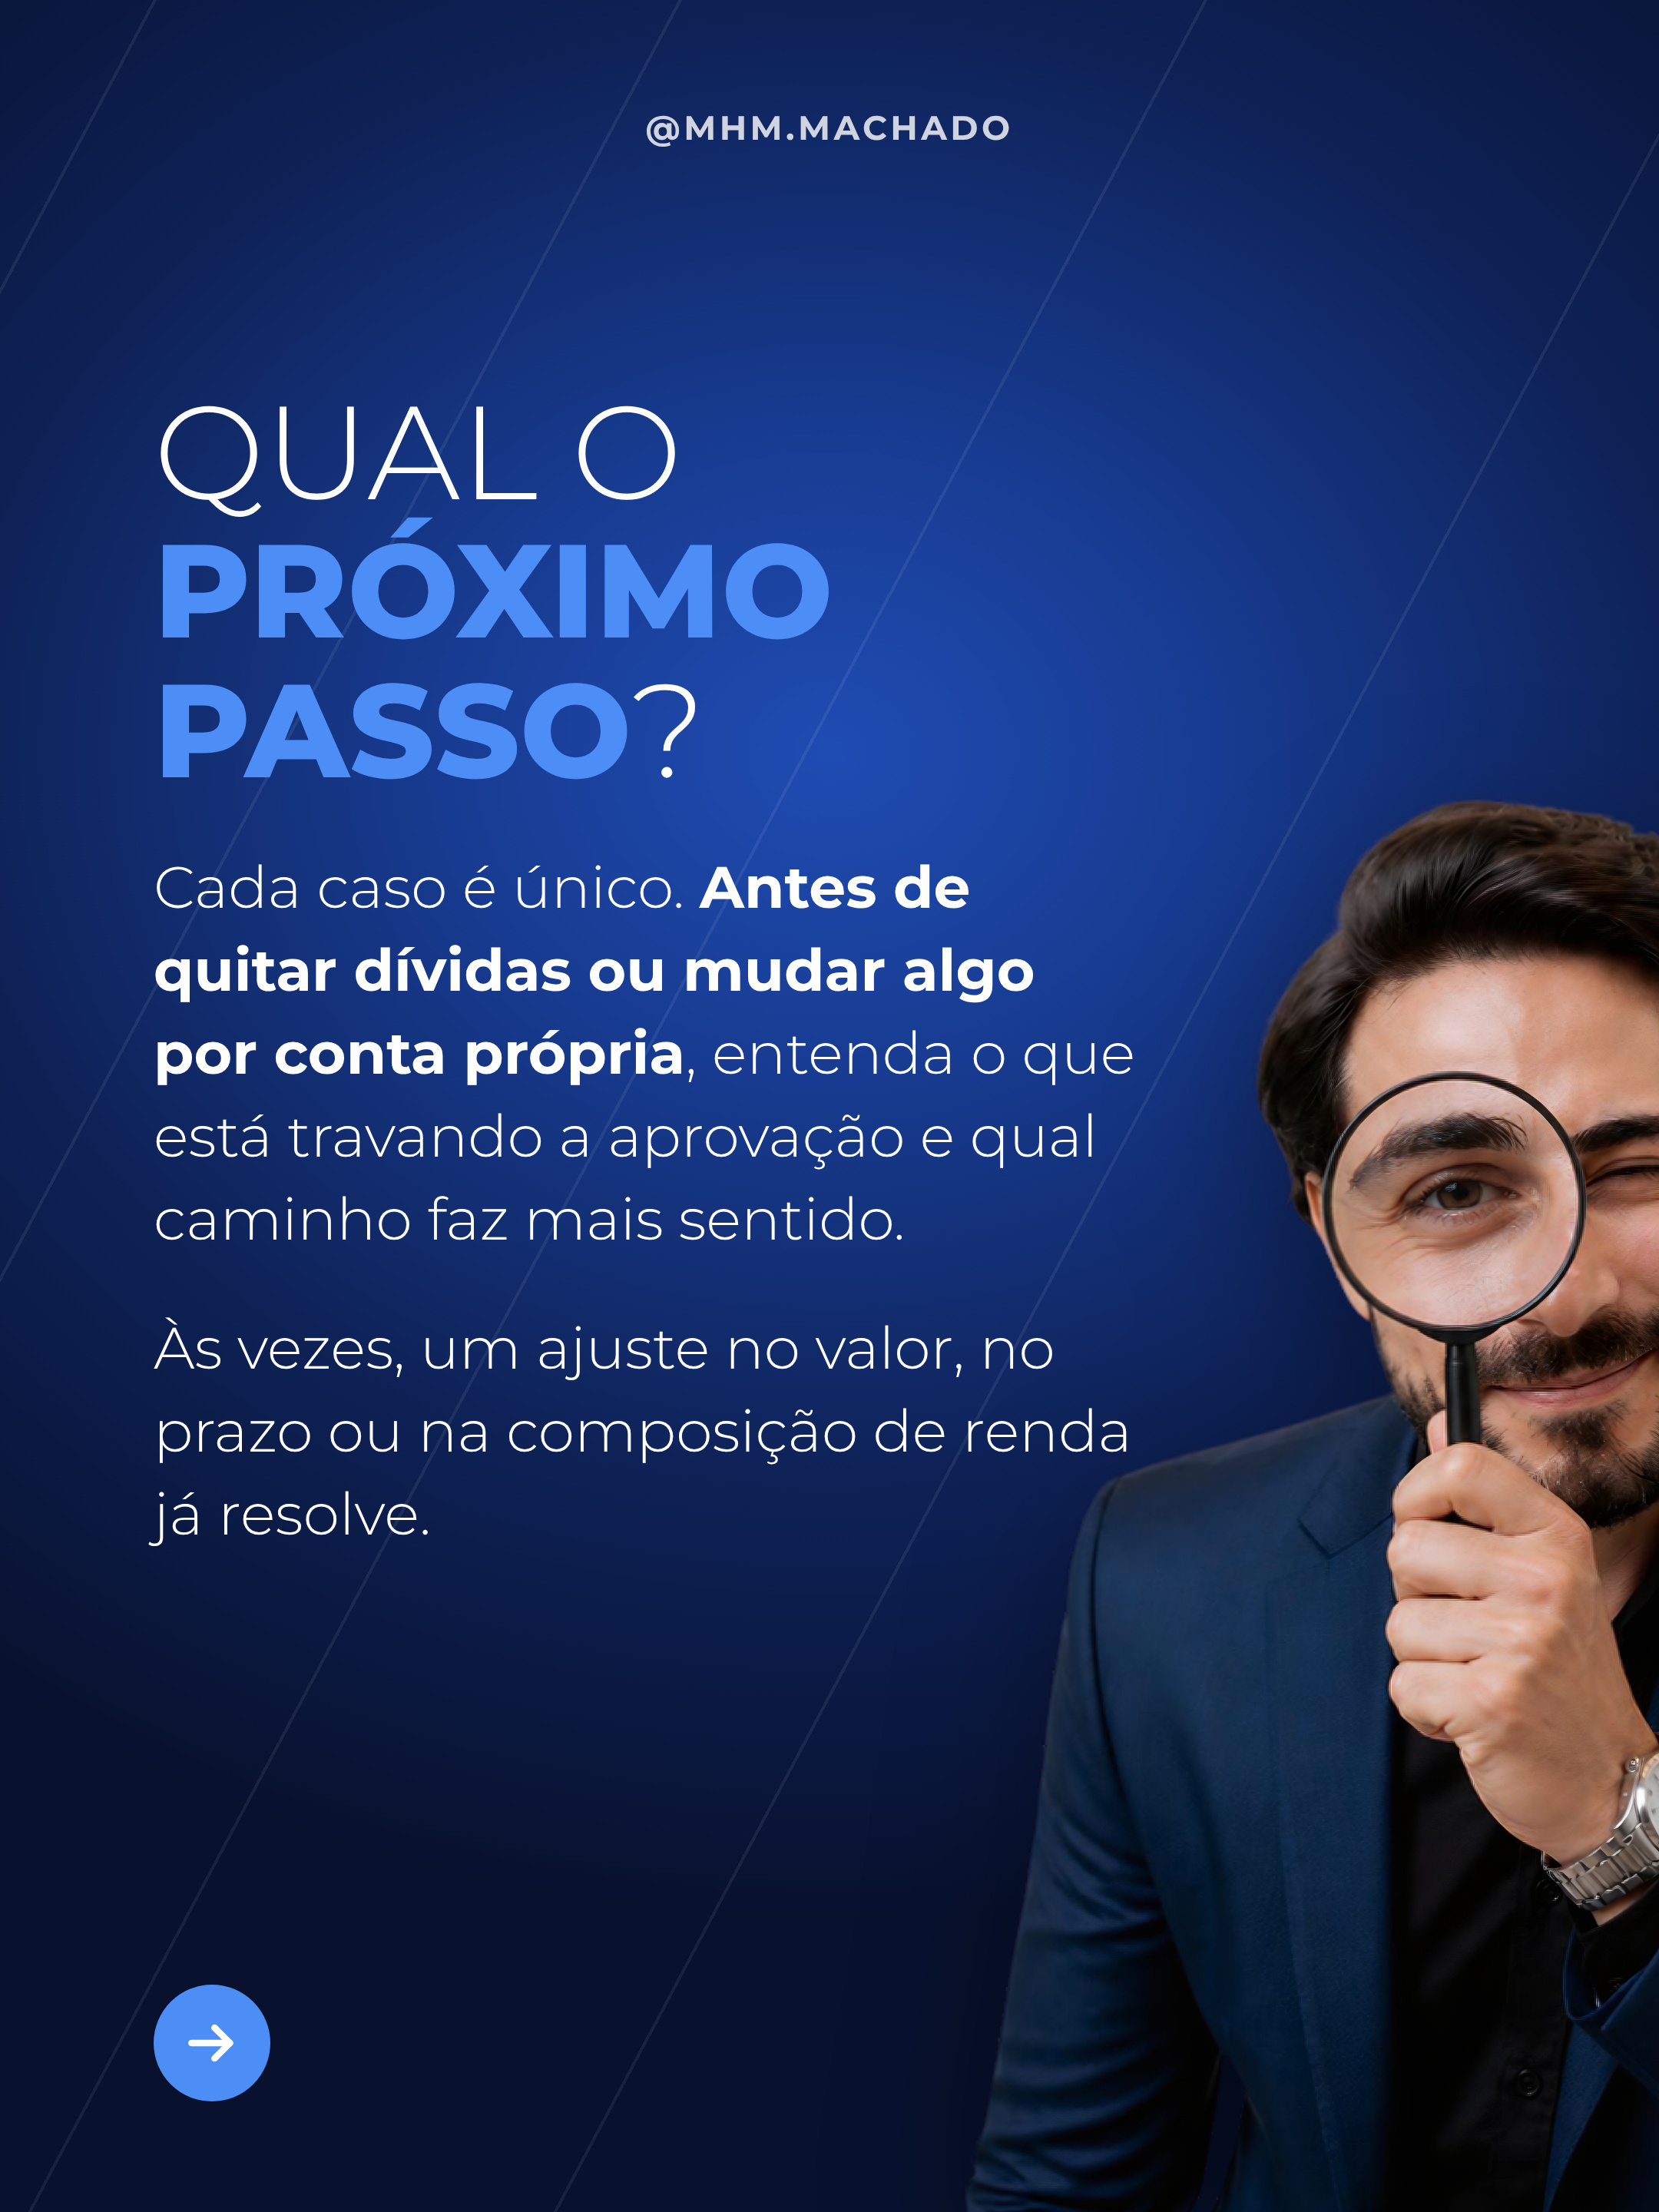 @MHM.MACHADO
QUAL O
PRÓXIMO
PASSO?
Cada caso é único. Antes de
quitar dívidas ou mudar algo
por conta própria, entenda o que
está travando a aprovação e qual
caminho faz mais sentido.
Às vezes, um ajuste no valor, no
prazo ou na composição de renda
já resolve.